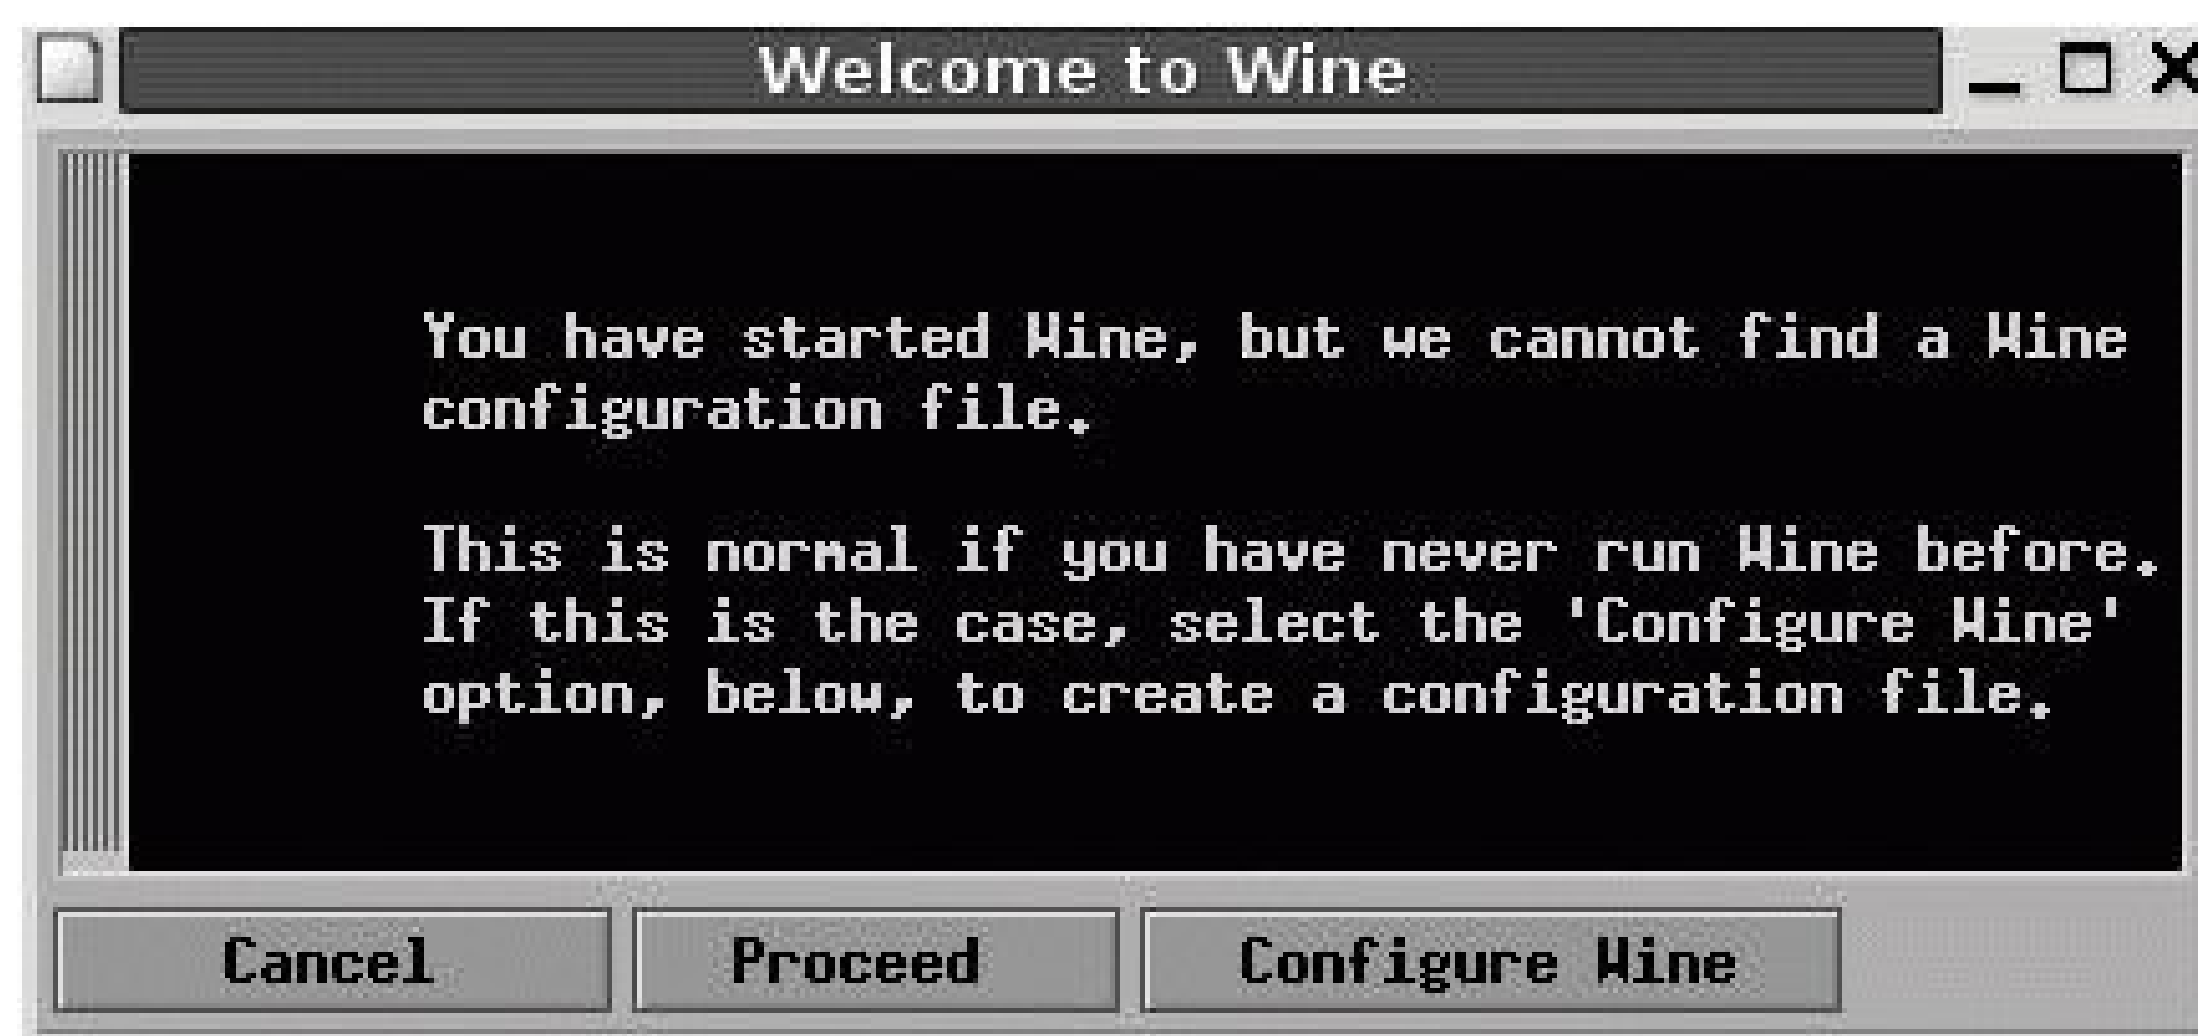 Welcome to Wine
You have started Wine, but we cannot find a Wine
configuration file.
This is normal if you have never run Wine before.
If this is the case, select the 'Configure Wine'
option, below, to create a configuration file.
Cancel Proceed Configure Wine